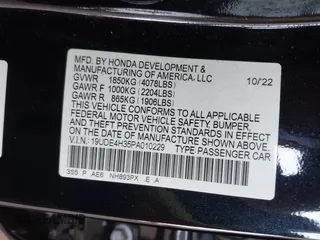 MFD. BY HONDA DEVELOPMENT &
MANUFACTURING OF AMERICA, LLC
GVWR 1850KG (4078LBS) 10/22
GAWR F 1000KG (2204LBS)
GAWR R 865KG (1906LBS)
THIS VEHICLE CONFORMS TO ALL APPLICABLE
FEDERAL MOTOR VEHICLE SAFETY, BUMPER,
AND THEFT PREVENTION STANDARDS IN EFFECT
ON THE DATE OF MANUFACTURE SHOWN ABOVE.
V.I.N.: 19UDE4H35PA010229 TYPE PASSENGER CAR
3S5 P AE6 NH893PX E A